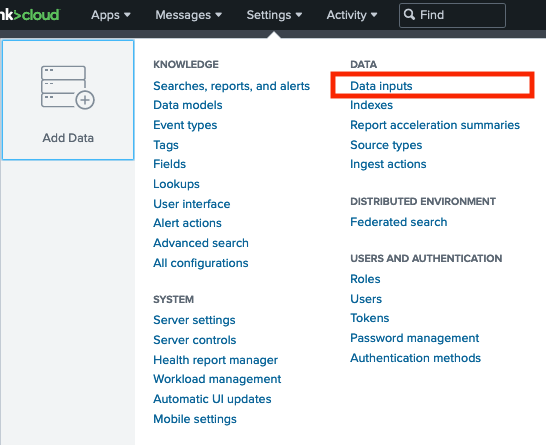 nk>cloud
Apps Messages Settings Activity Find
Add Data
KNOWLEDGE
Searches, reports, and alerts
Data models
Event types
Tags
Fields
Lookups
User interface
Alert actions
Advanced search
All configurations
SYSTEM
Server settings
Server controls
Health report manager
Workload management
Automatic UI updates
Mobile settings
DATA
Data inputs
Indexes
Report acceleration summaries
Source types
Ingest actions
DISTRIBUTED ENVIRONMENT
Federated search
USERS AND AUTHENTICATION
Roles
Users
Tokens
Password management
Authentication methods